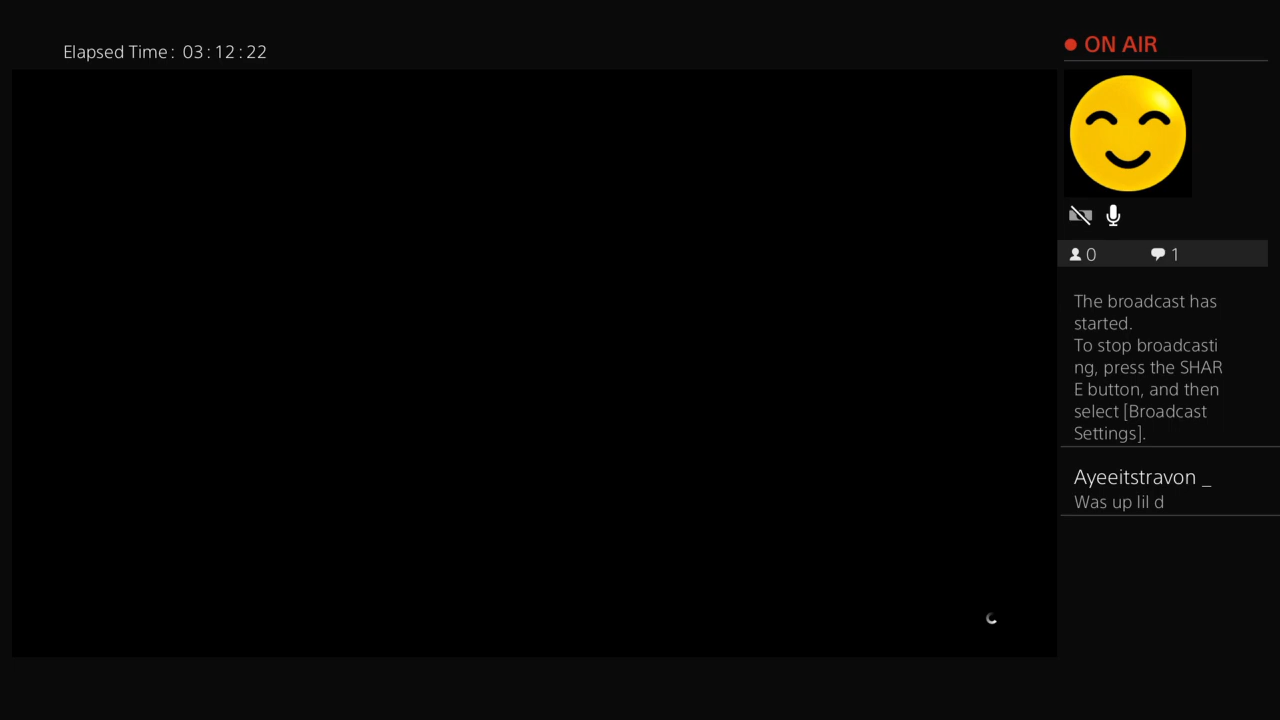 Elapsed Time: 03:12:22
ON AIR
0 1
The broadcast has
started.
To stop broadcasti
ng, press the SHAR
E button, and then
select [Broadcast
Settings].
Ayeeitstravon _
Was up lil d